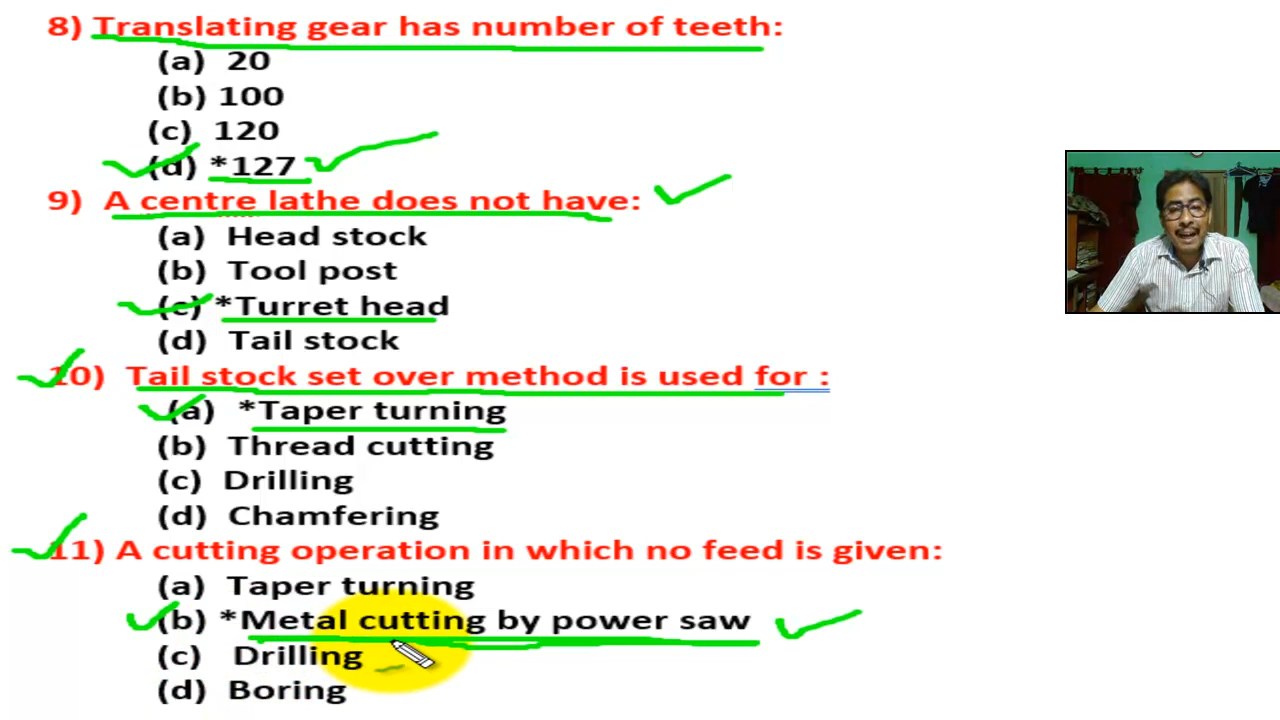 8) Translating gear has number of teeth:
(a) 20
(b) 100
(c) 120
(d) *127
9) A centre lathe does not have:
(a) Head stock
(b) Tool post
(c) *Turret head
(d) Tail stock
10) Tail stock set over method is used for :
(a) *Taper turning
(b) Thread cutting
(c) Drilling
(d) Chamfering
11) A cutting operation in which no feed is given:
(a) Taper turning
(b) *Metal cutting by power saw
(c) Drilling
(d) Boring